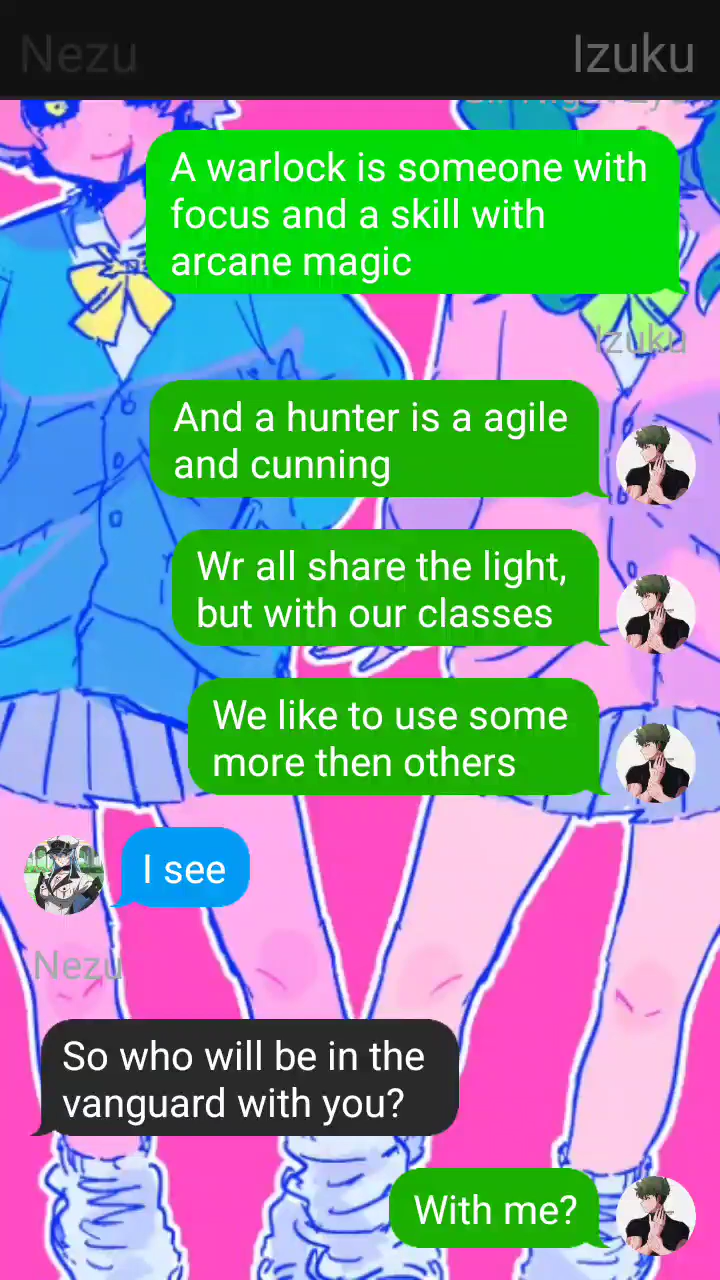 Nezu
Izuku
A warlock is someone with
focus and a skill with
arcane magic
Izuku
And a hunter is a agile
and cunning
Wr all share the light,
but with our classes
We like to use some
more then others
I see
Nezu
So who will be in the
vanguard with you?
With me?